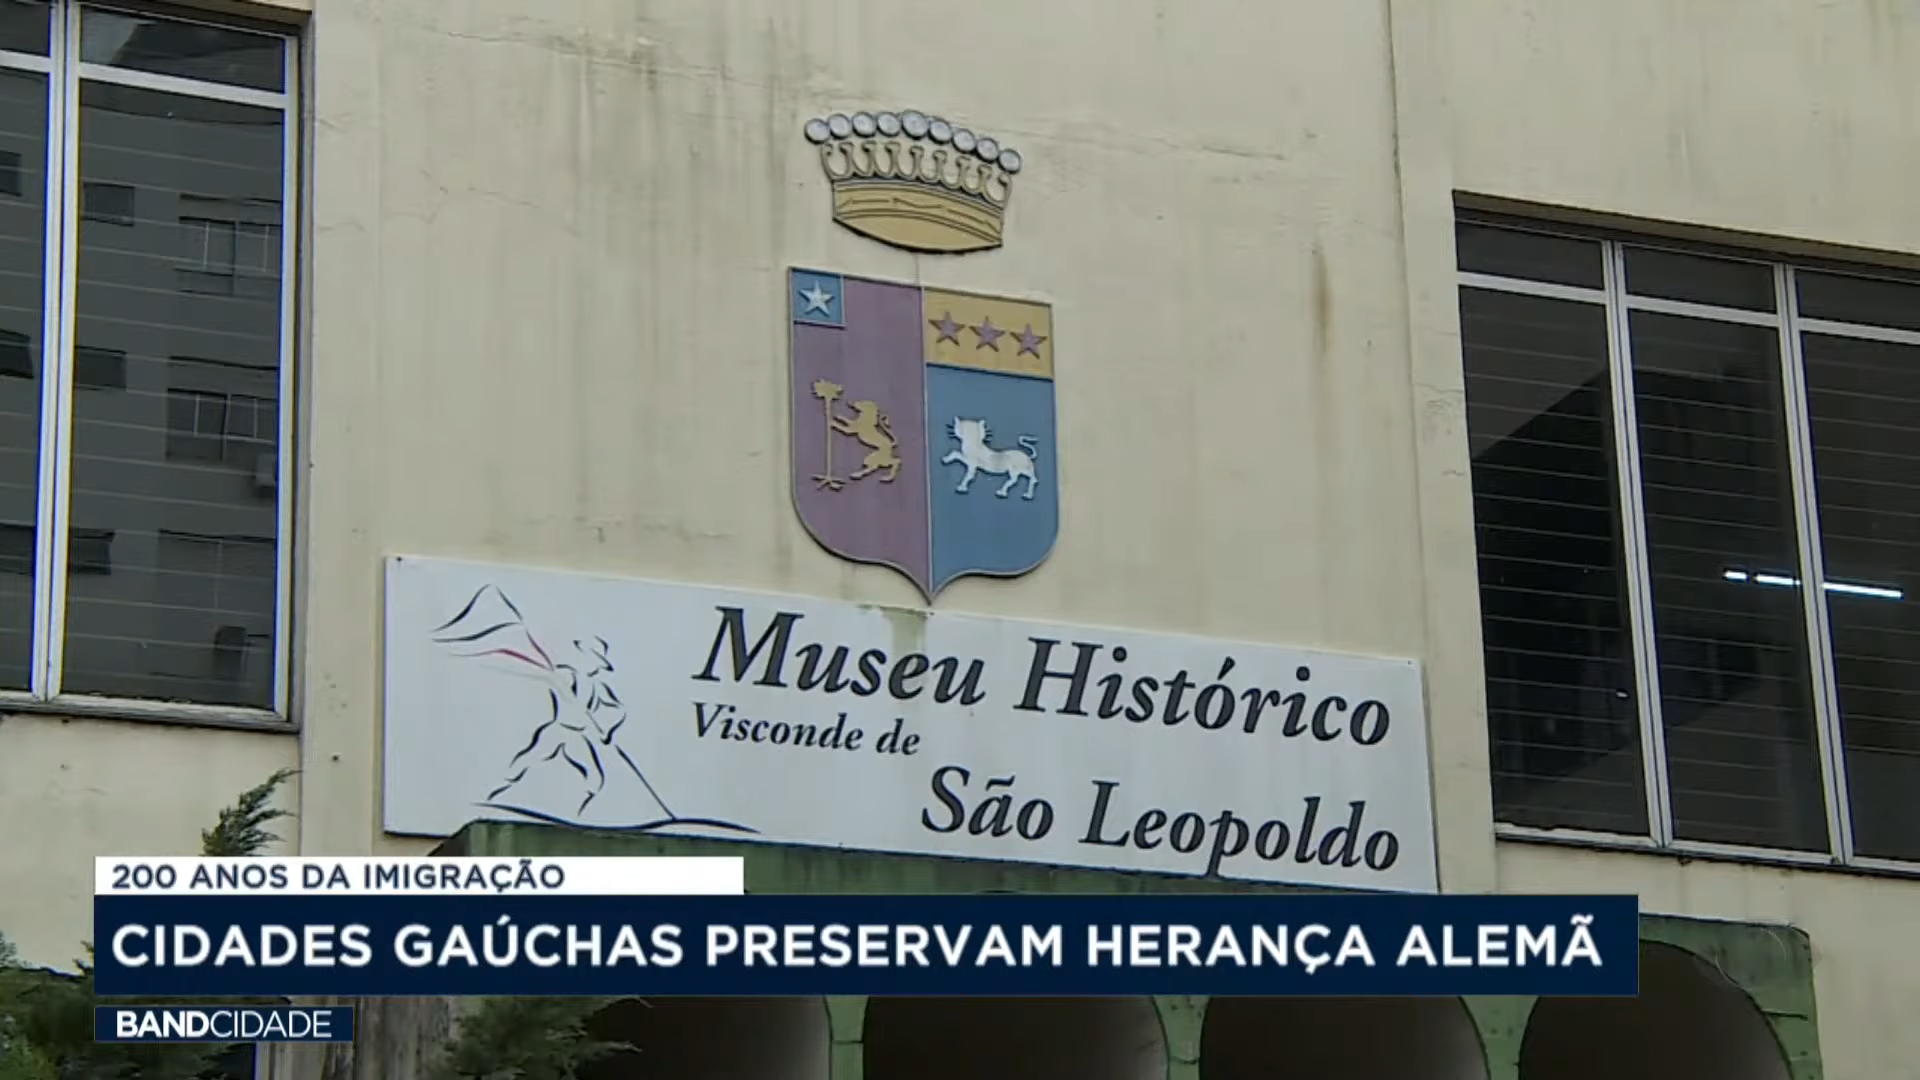 Museu Histórico
Visconde de
São Leopoldo
200 ANOS DA IMIGRAÇÃO
CIDADES GAÚCHAS PRESERVAM HERANÇA ALEMÃ
BANDCIDADE